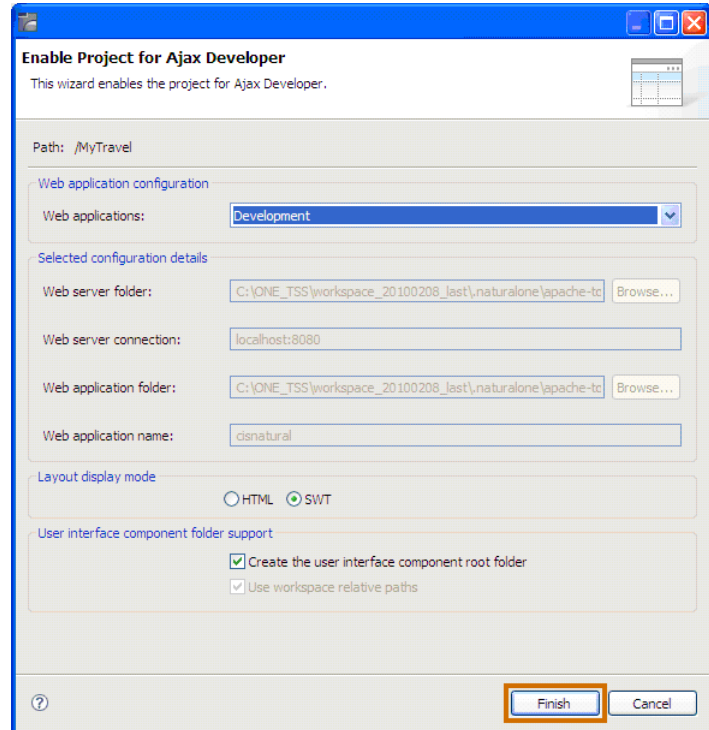 Enable Project for Ajax Developer
This wizard enables the project for Ajax Developer.
Path: /MyTravel
Web application configuration
Web applications: Development
Selected configuration details
Web server folder: C:\ONE_TSS\workspace_20100208_last\.naturalone\apache-tc Browse...
Web server connection: localhost:8080
Web application folder: C:\ONE_TSS\workspace_20100208_last\.naturalone\apache-tc Browse...
Web application name: cisnatural
Layout display mode
HTML SWT
User interface component folder support
Create the user interface component root folder
Use workspace relative paths
? Finish Cancel